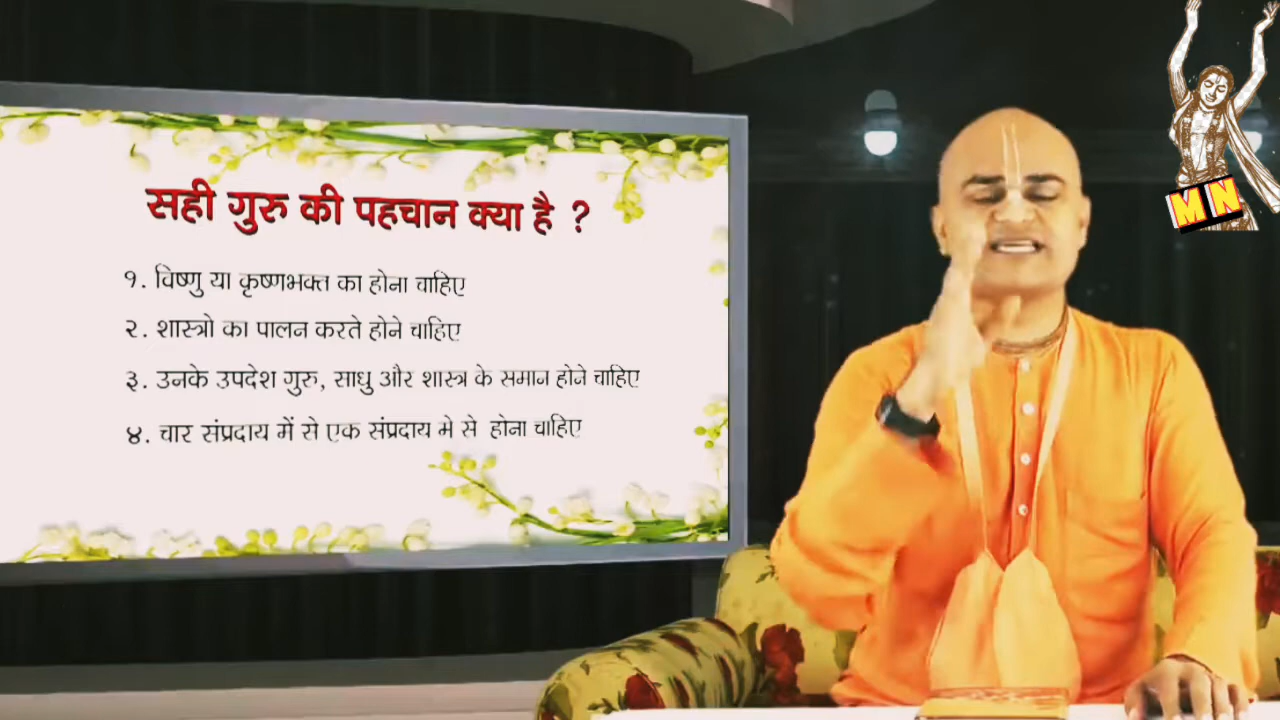 सही गुरु की पहचान क्या है ?
१. विष्णु या कृष्णभक्त का होना चाहिए
२. शास्त्रो का पालन करते होने चाहिए
३. उनके उपदेश गुरु, साधु और शास्त्र के समान होने चाहिए
४. चार संप्रदाय में से एक संप्रदाय मे से होना चाहिए
MN